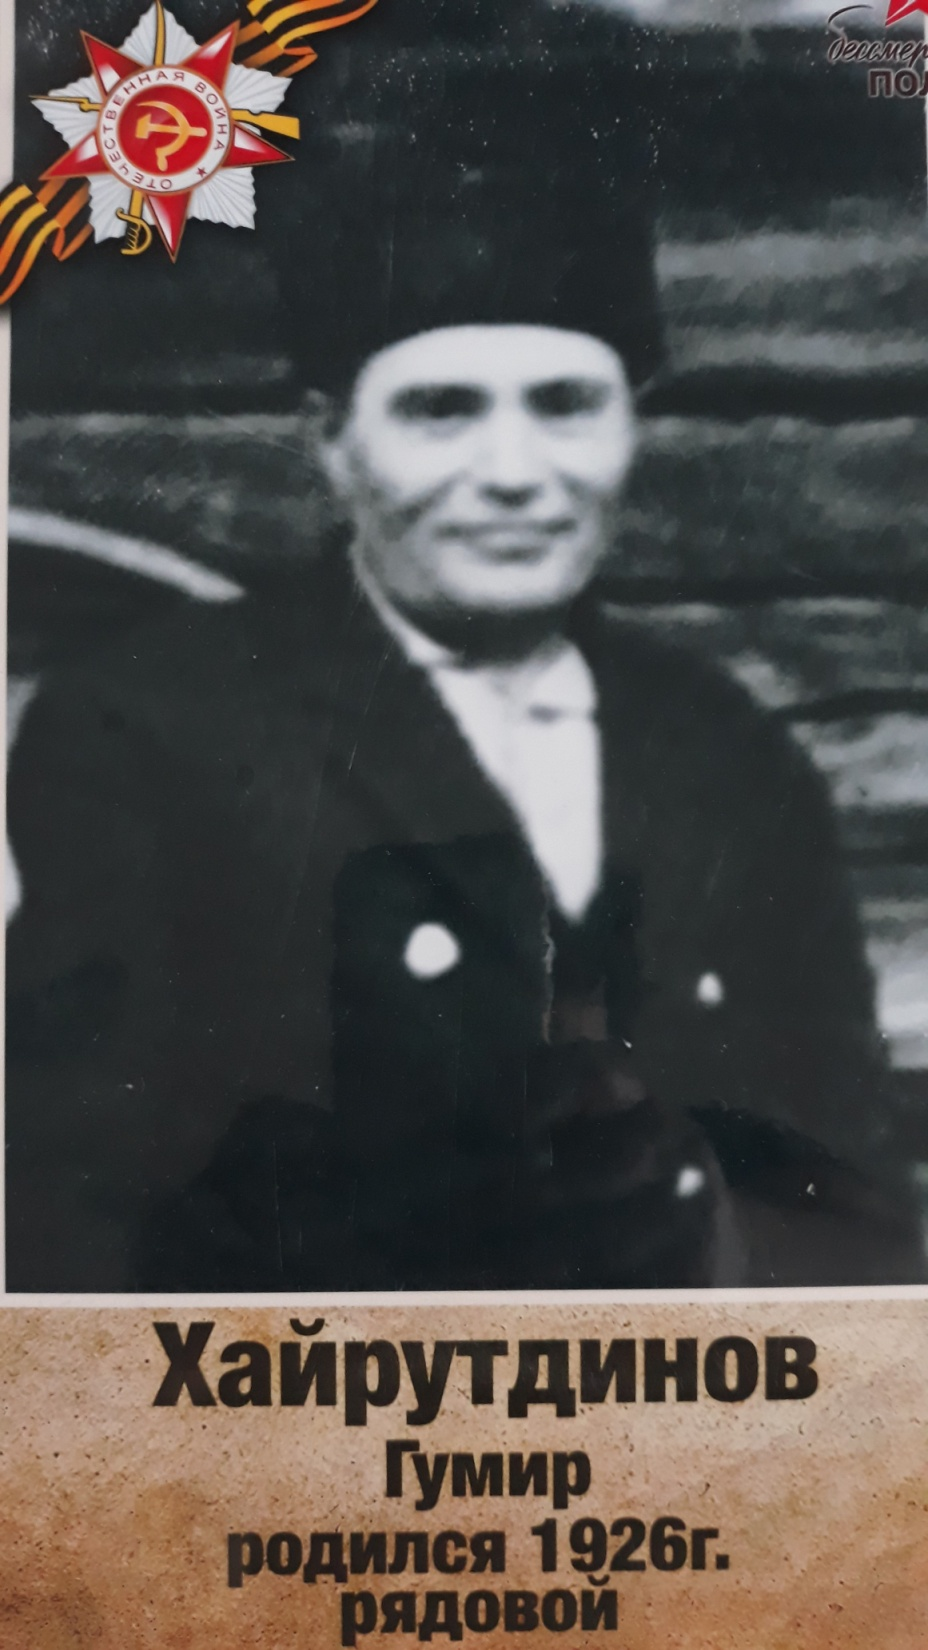 ОТЕЧЕСТВЕННАЯ ВОЙНА
Хайрутдинов
Гумир
родился 1926г.
рядовой